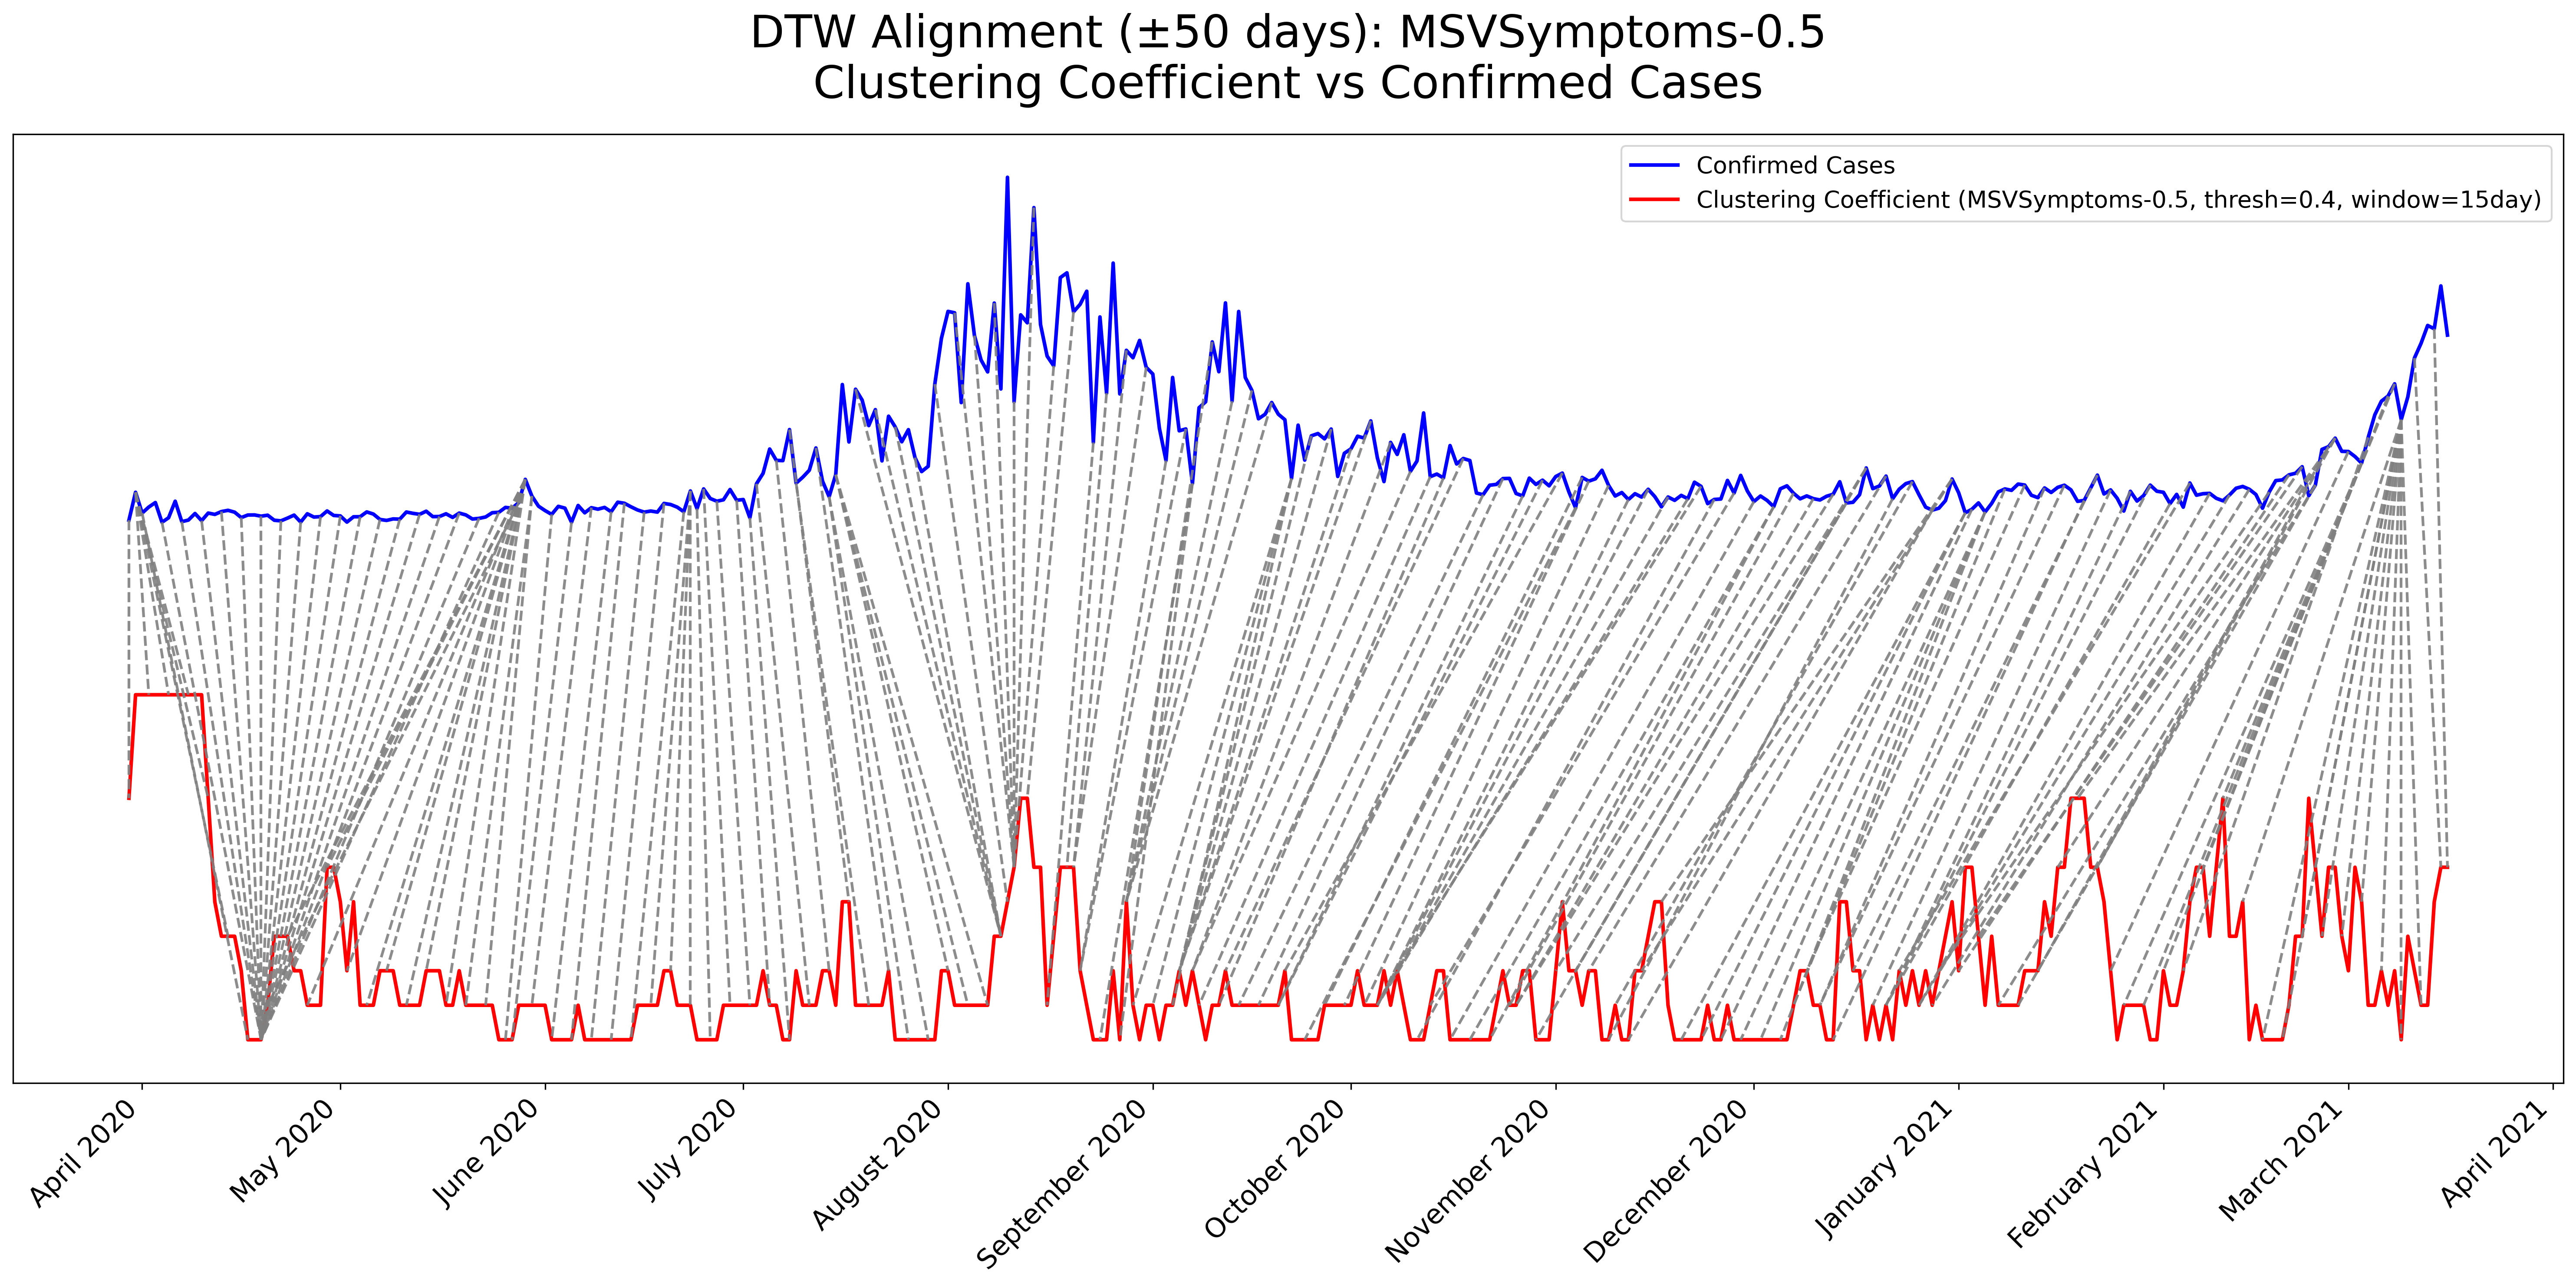 DTW Alignment (±50 days): MSVSymptoms-0.5
Clustering Coefficient vs Confirmed Cases
Confirmed Cases
Clustering Coefficient (MSVSymptoms-0.5, thresh=0.4, window=15day)
April 2020
May 2020
June 2020
July 2020
August 2020
September 2020
October 2020
November 2020
December 2020
January 2021
February 2021
March 2021
April 2021